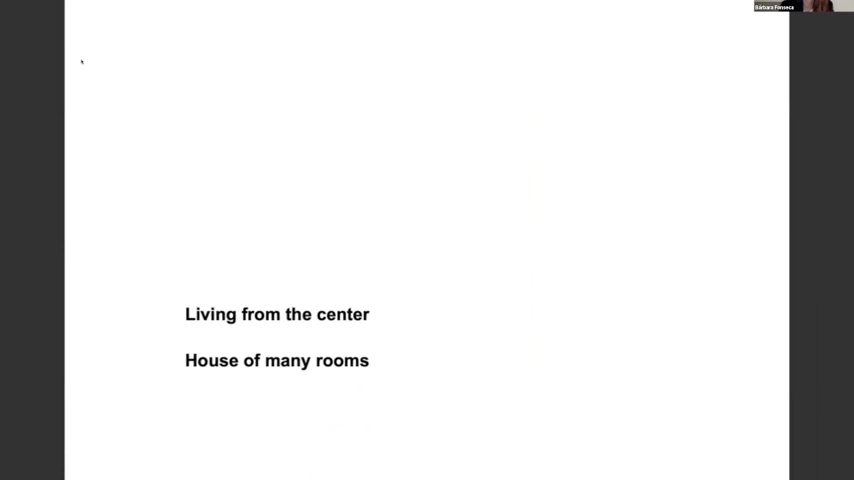 Bárbara Fonseca
Living from the center
House of many rooms